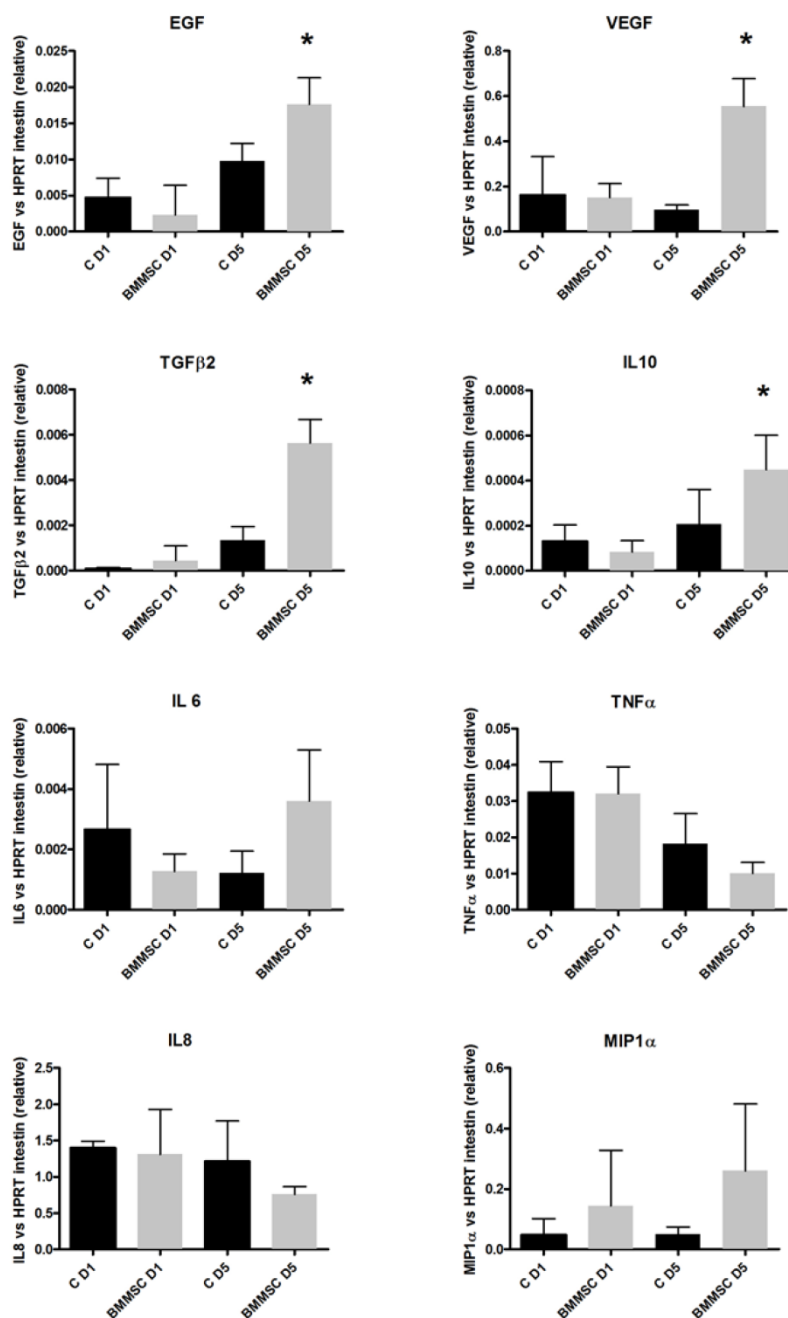 EGF
*
EGF vs HPRT intestin (relative)
0.025
0.020
0.015
0.010
0.005
0.000
C D1
BMMSC D1
C D5
BMMSC D5
VEGF
*
VEGF vs HPRT intestin (relative)
0.8
0.6
0.4
0.2
0.0
C D1
BMMSC D1
C D5
BMMSC D5
TGFβ2
*
TGFβ2 vs HPRT intestin (relative)
0.008
0.006
0.004
0.002
0.000
C D1
BMMSC D1
C D5
BMMSC D5
IL10
*
IL10 vs HPRT intestin (relative)
0.0008
0.0006
0.0004
0.0002
0.0000
C D1
BMMSC D1
C D5
BMMSC D5
IL 6
IL6 vs HPRT intestin (relative)
0.006
0.004
0.002
0.000
C D1
BMMSC D1
C D5
BMMSC D5
TNFα
TNFα vs HPRT intestin (relative)
0.05
0.04
0.03
0.02
0.01
0.00
C D1
BMMSC D1
C D5
BMMSC D5
IL8
IL8 vs HPRT intestin (relative)
2.5
2.0
1.5
1.0
0.5
0.0
C D1
BMMSC D1
C D5
BMMSC D5
MIP1α
MIP1α vs HPRT intestin (relative)
0.6
0.4
0.2
0.0
C D1
BMMSC D1
C D5
BMMSC D5